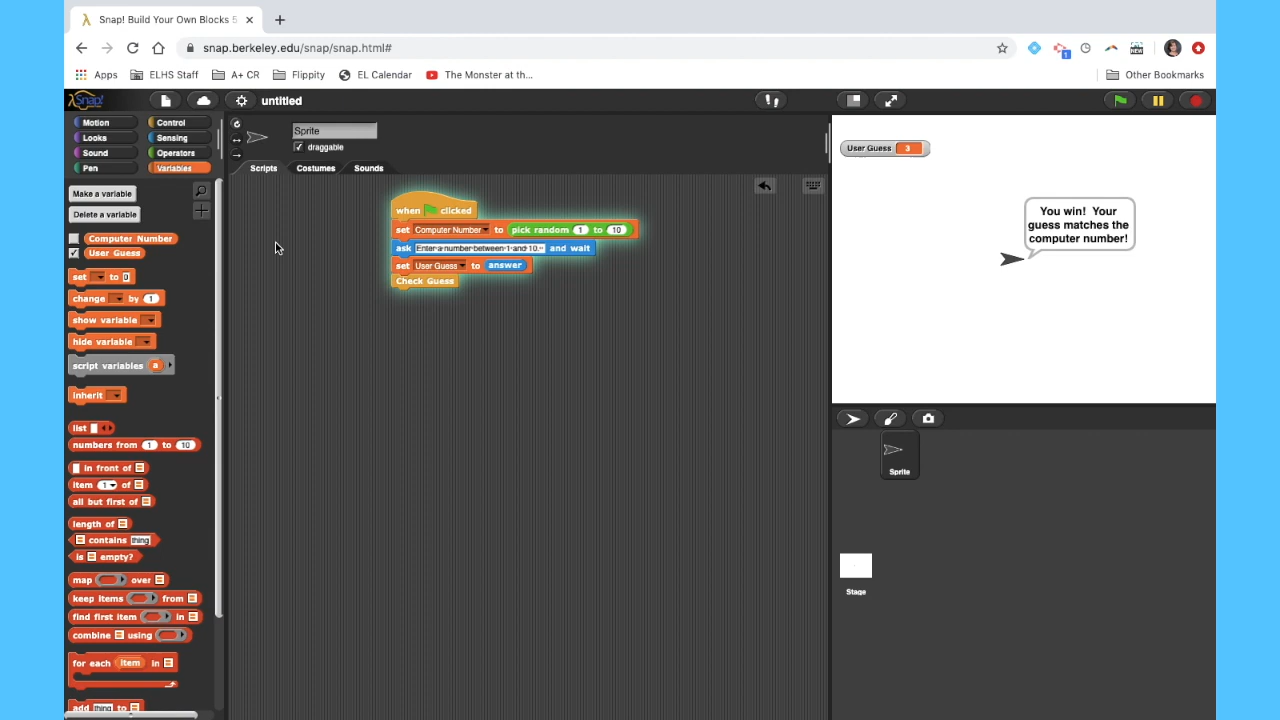 Snap! Build Your Own Blocks 5
snap.berkeley.edu/snap/snap.html#
Apps
ELHS Staff
A+ CR
Flippity
EL Calendar
The Monster at th...
Other Bookmarks
1
NEW
Snap!
untitled
Motion
Control
Looks
Sensing
Sound
Operators
Pen
Variables
Sprite
draggable
Scripts
Costumes
Sounds
Make a variable
Delete a variable
Computer Number
User Guess
set to 0
change by 1
show variable
hide variable
script variables a
inherit
list
numbers from 1 to 10
in front of
item 1 of
all but first of
length of
contains thing
is empty?
map over
keep items from
find first item in
combine using
for each item in
add thing to
when clicked
set Computer Number to pick random 1 to 10
ask Enter·a·number·between·1·and·10.·· and wait
set User Guess to answer
Check Guess
User Guess 3
You win!  Your
guess matches the
computer number!
Sprite
Stage